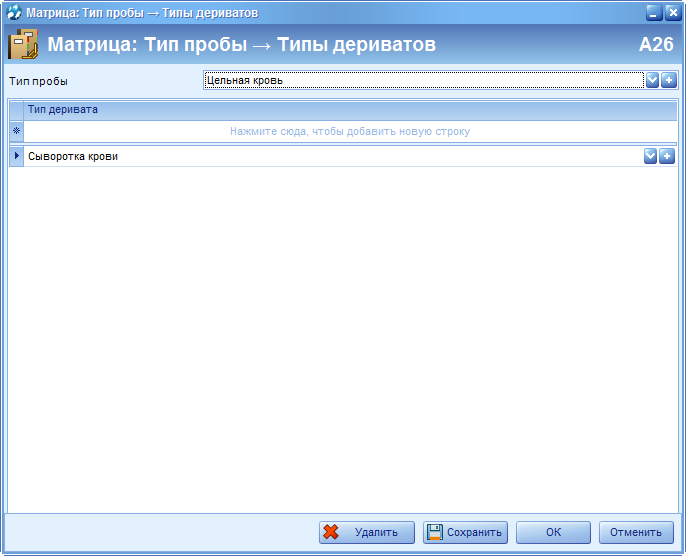 Матрица: Тип пробы → Типы дериватов
Матрица: Тип пробы → Типы дериватов A26
Тип пробы Цельная кровь
Тип деривата
Нажмите сюда, чтобы добавить новую строку
Сыворотка крови
Удалить Сохранить ОК Отменить